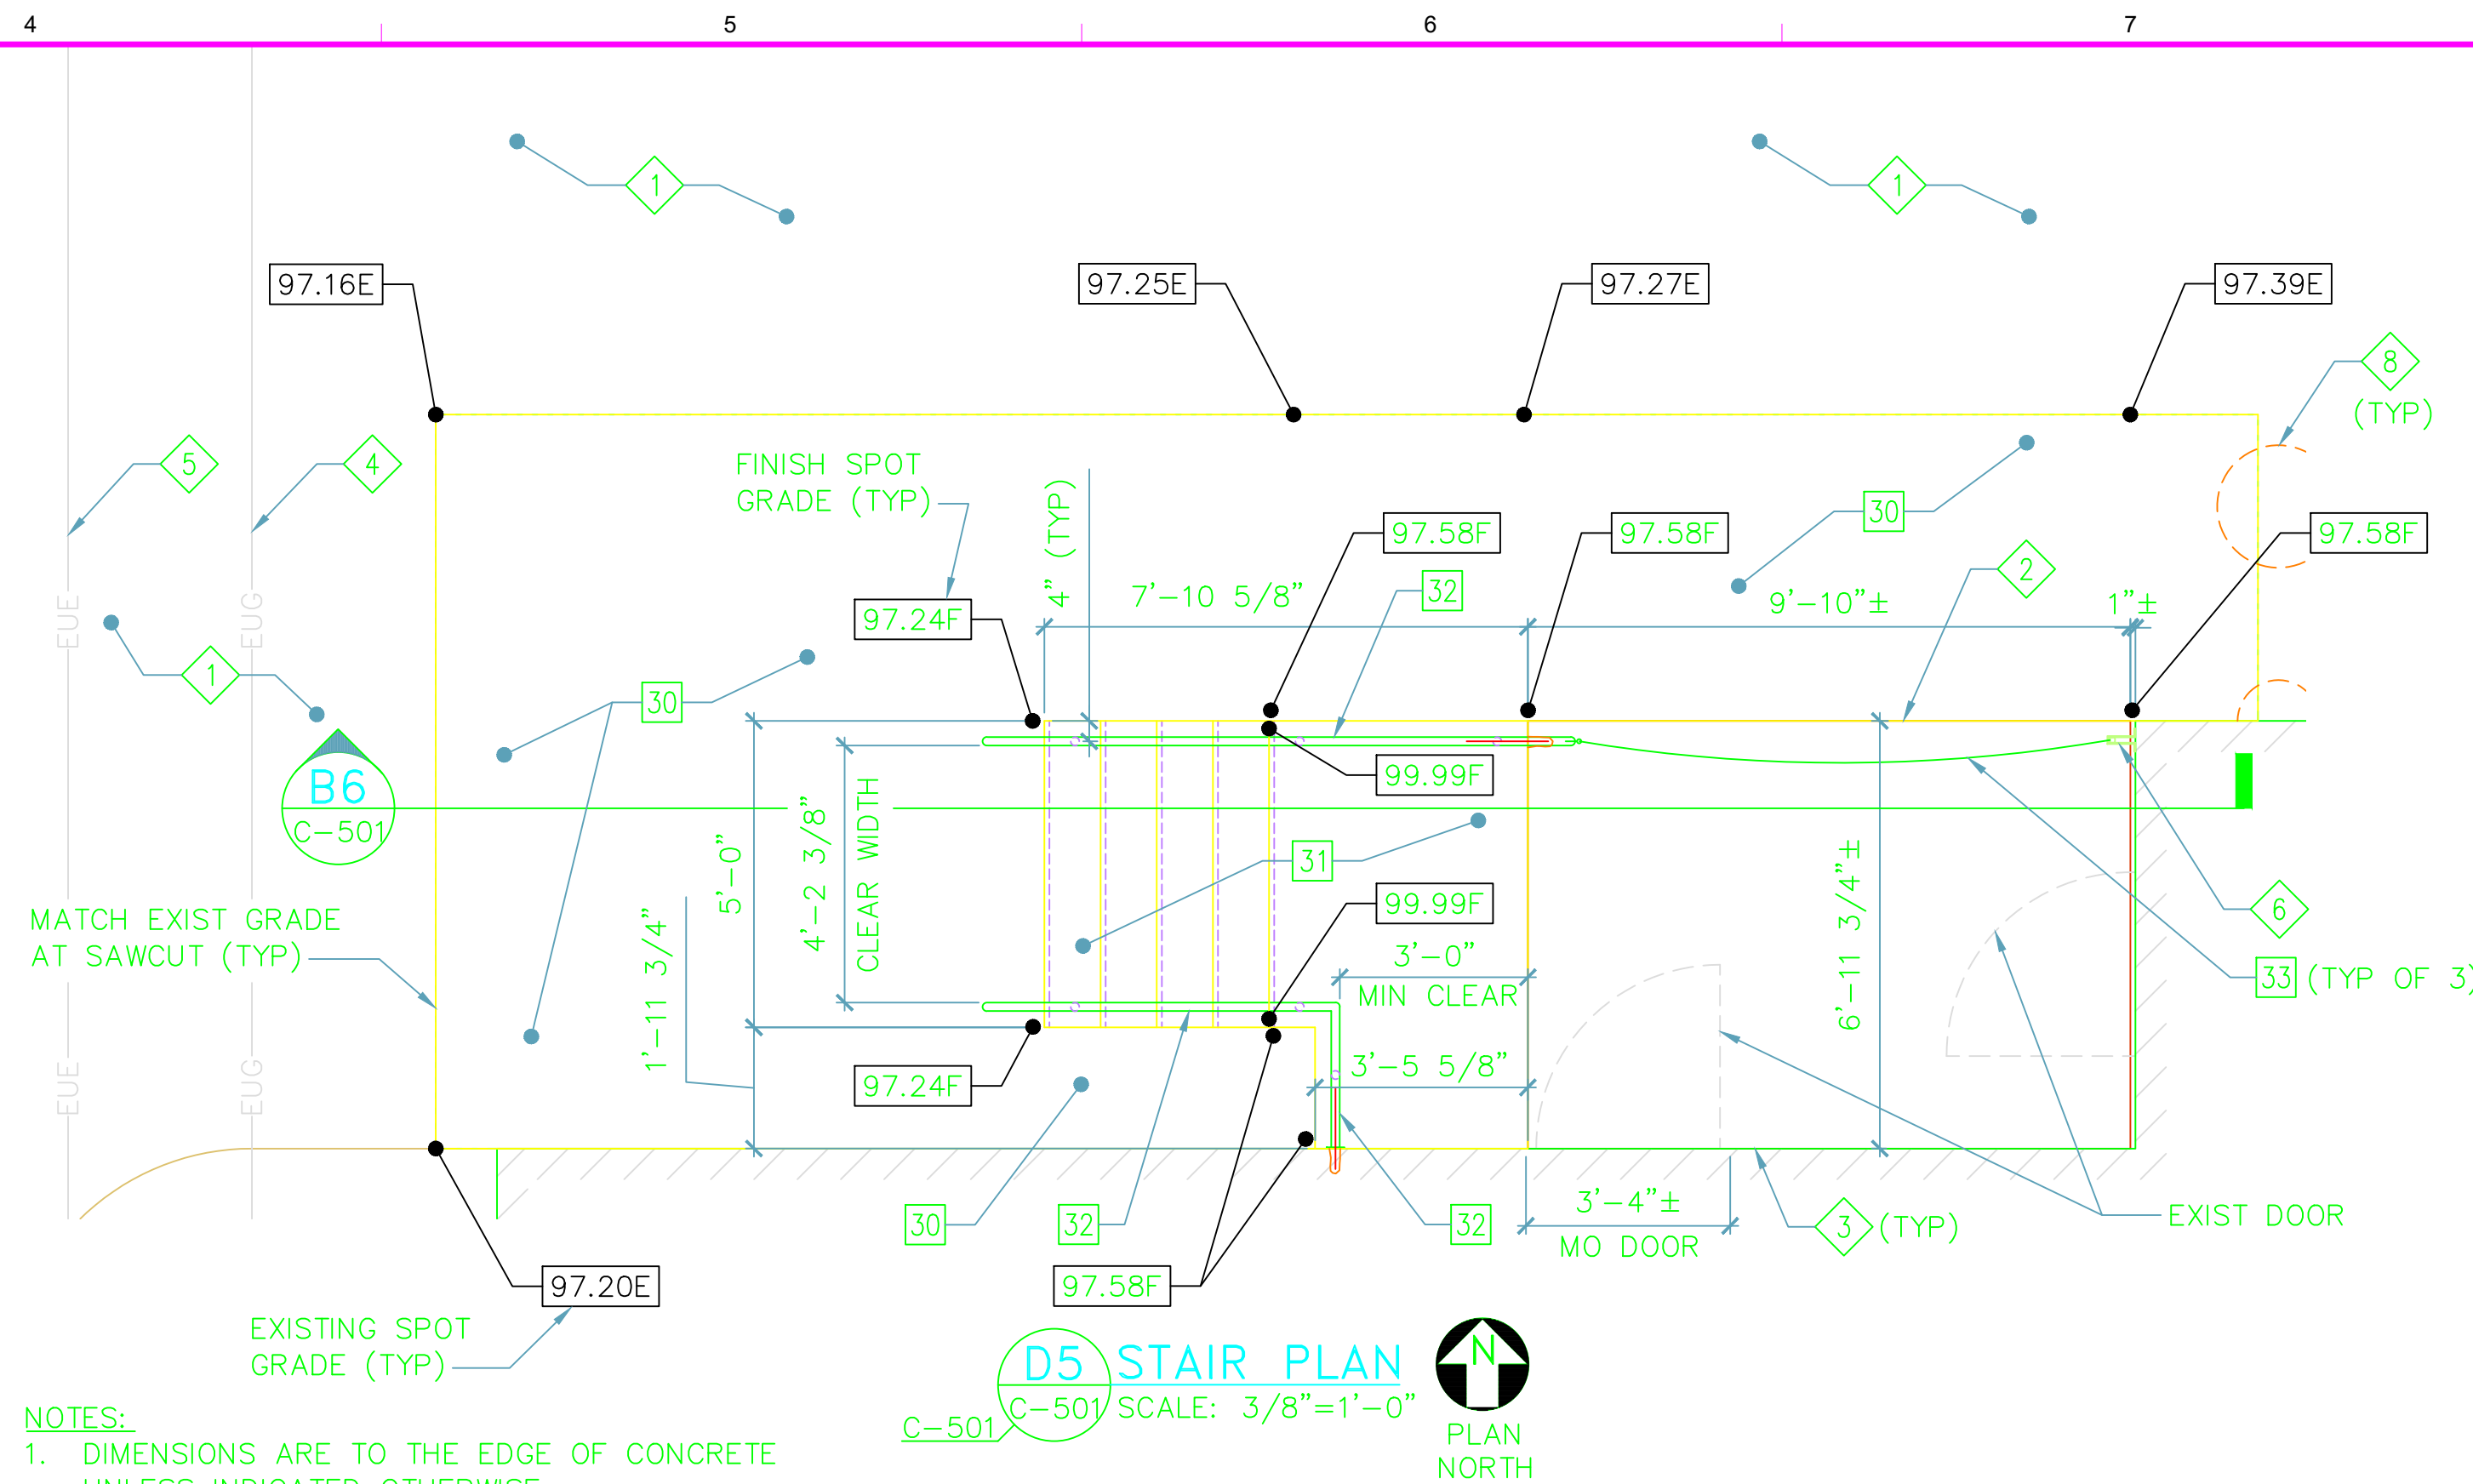 4 5 6 7
1 1
97.16E 97.25E 97.27E 97.39E
8
(TYP)
5 4
FINISH SPOT
GRADE (TYP)
30
97.58F 97.58F 97.58F
4" (TYP)
7'-10 5/8"
32
2
9'-10"± 1"±
97.24F
EUE EUG
1
30
B6
C-501
99.99F
5'-0"
4'-2 3/8"
CLEAR WIDTH
31
99.99F
6
MATCH EXIST GRADE
AT SAWCUT (TYP)
1'-11 3/4"
3'-0"
MIN CLEAR
6'-11 3/4"±
33 (TYP OF 3)
EUE EUG
97.24F
3'-5 5/8"
30 32 32
3'-4"±
MO DOOR
3 (TYP)
EXIST DOOR
97.20E
97.58F
EXISTING SPOT
GRADE (TYP)
D5 STAIR PLAN
C-501 SCALE: 3/8"=1'-0"
C-501
N
PLAN
NORTH
NOTES:
1. DIMENSIONS ARE TO THE EDGE OF CONCRETE
UNLESS INDICATED OTHERWISE